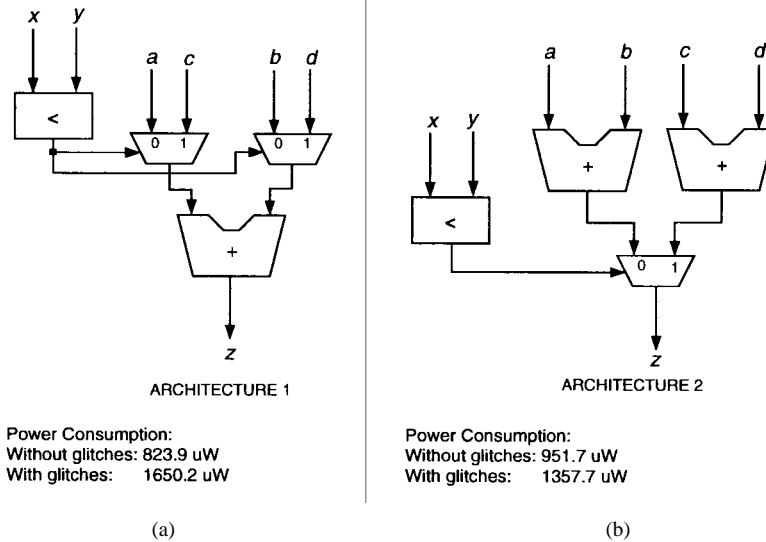 x y
a c b d
<
0 1 0 1
+
z
ARCHITECTURE 1
Power Consumption:
Without glitches: 823.9 uW
With glitches: 1650.2 uW
(a)
a b c d
x y
+ +
<
0 1
z
ARCHITECTURE 2
Power Consumption:
Without glitches: 951.7 uW
With glitches: 1357.7 uW
(b)